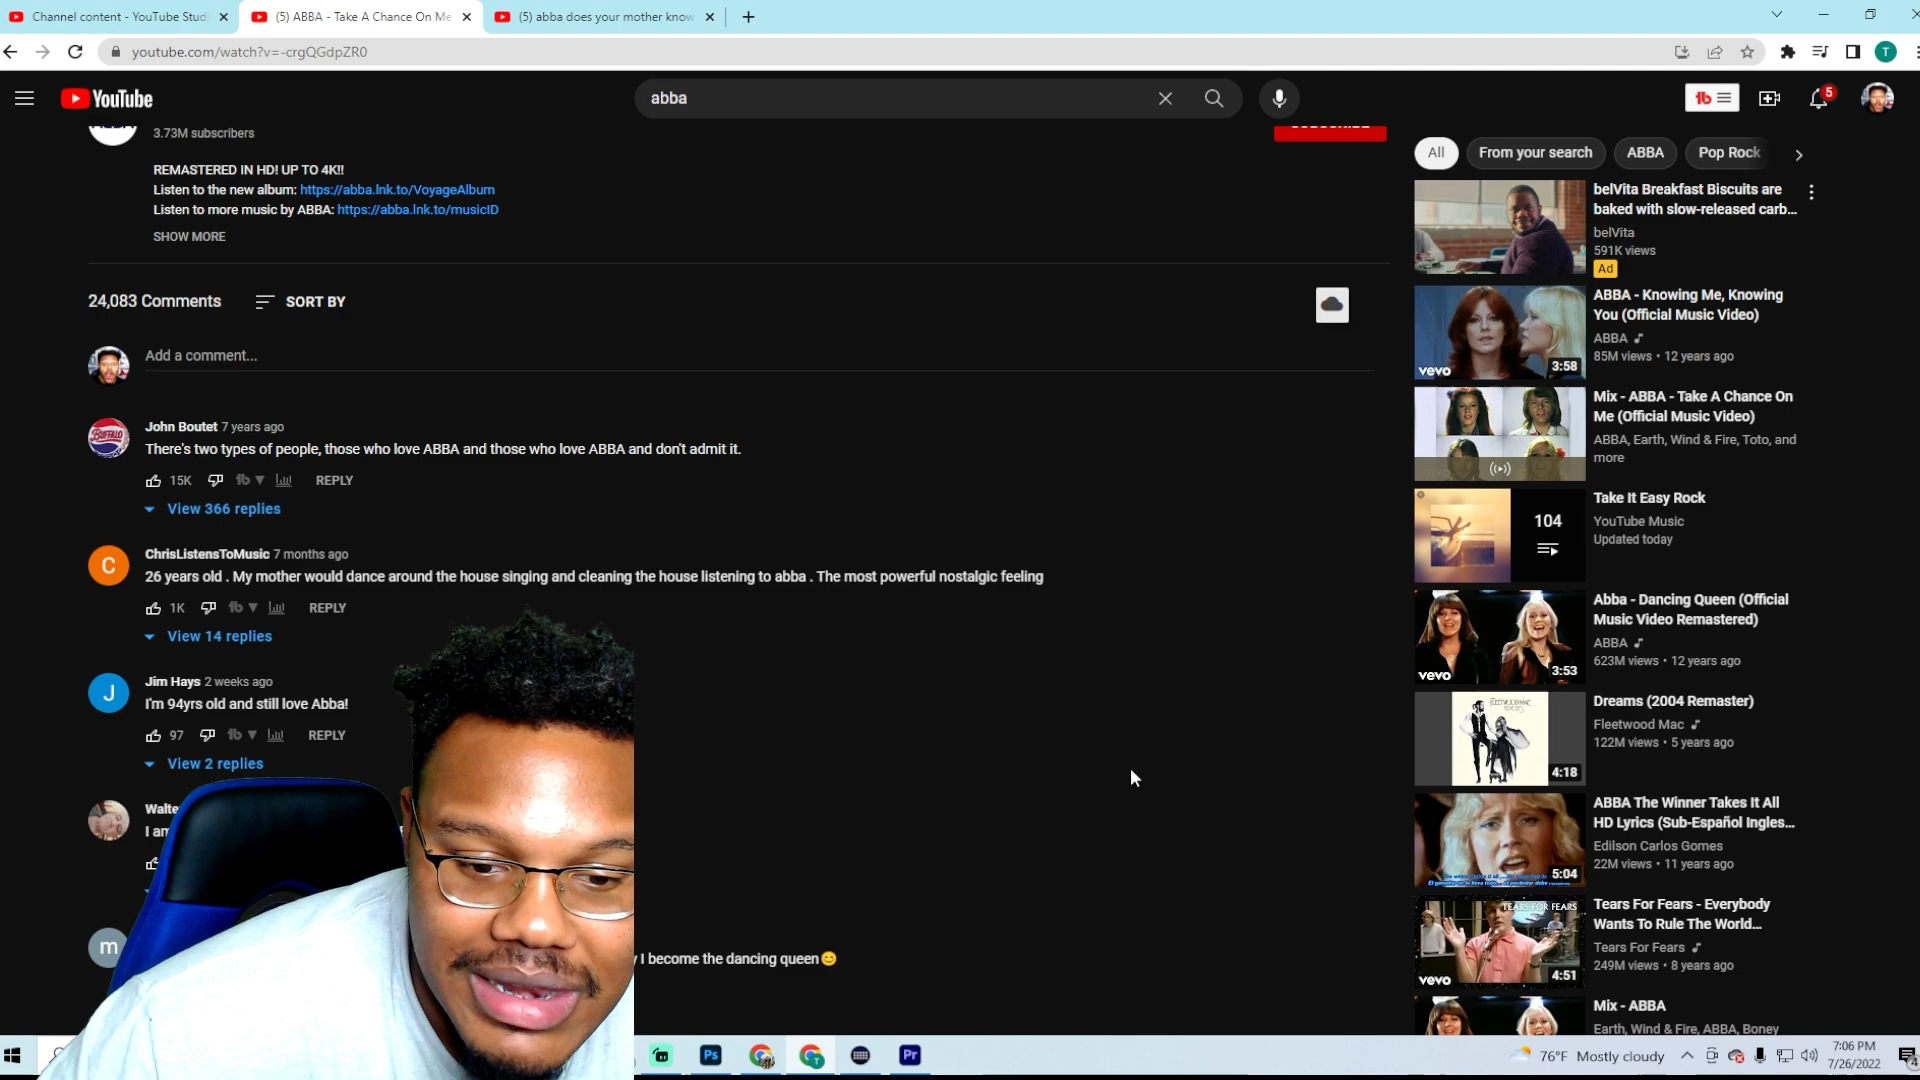 Channel content - YouTube Stud
(5) ABBA - Take A Chance On Me
(5) abba does your mother know
youtube.com/watch?v=-crgQGdpZR0
T
YouTube
abba
5
3.73M subscribers
REMASTERED IN HD! UP TO 4K!!
Listen to the new album: https://abba.lnk.to/VoyageAlbum
Listen to more music by ABBA: https://abba.lnk.to/musicID
SHOW MORE
24,083 Comments
SORT BY
Add a comment...
John Boutet 7 years ago
There's two types of people, those who love ABBA and those who love ABBA and don't admit it.
15K
REPLY
View 366 replies
C
ChrisListensToMusic 7 months ago
26 years old . My mother would dance around the house singing and cleaning the house listening to abba . The most powerful nostalgic feeling
1K
REPLY
View 14 replies
J
Jim Hays 2 weeks ago
I'm 94yrs old and still love Abba!
97
REPLY
View 2 replies
Walte
I am
m
I become the dancing queen😊
All
From your search
ABBA
Pop Rock
belVita Breakfast Biscuits are
baked with slow-released carb...
belVita
591K views
Ad
ABBA - Knowing Me, Knowing
You (Official Music Video)
ABBA
85M views • 12 years ago
vevo
3:58
Mix - ABBA - Take A Chance On
Me (Official Music Video)
ABBA, Earth, Wind & Fire, Toto, and
more
104
Take It Easy Rock
YouTube Music
Updated today
Abba - Dancing Queen (Official
Music Video Remastered)
ABBA
623M views • 12 years ago
vevo
3:53
Dreams (2004 Remaster)
Fleetwood Mac
122M views • 5 years ago
4:18
ABBA The Winner Takes It All
HD Lyrics (Sub-Español Ingles...
Edilson Carlos Gomes
22M views • 11 years ago
5:04
TEARS FOR FEARS
Tears For Fears - Everybody
Wants To Rule The World...
Tears For Fears
249M views • 8 years ago
vevo
4:51
Mix - ABBA
Earth, Wind & Fire, ABBA, Boney
Ps
Pr
76°F Mostly cloudy
7:06 PM
7/26/2022
4